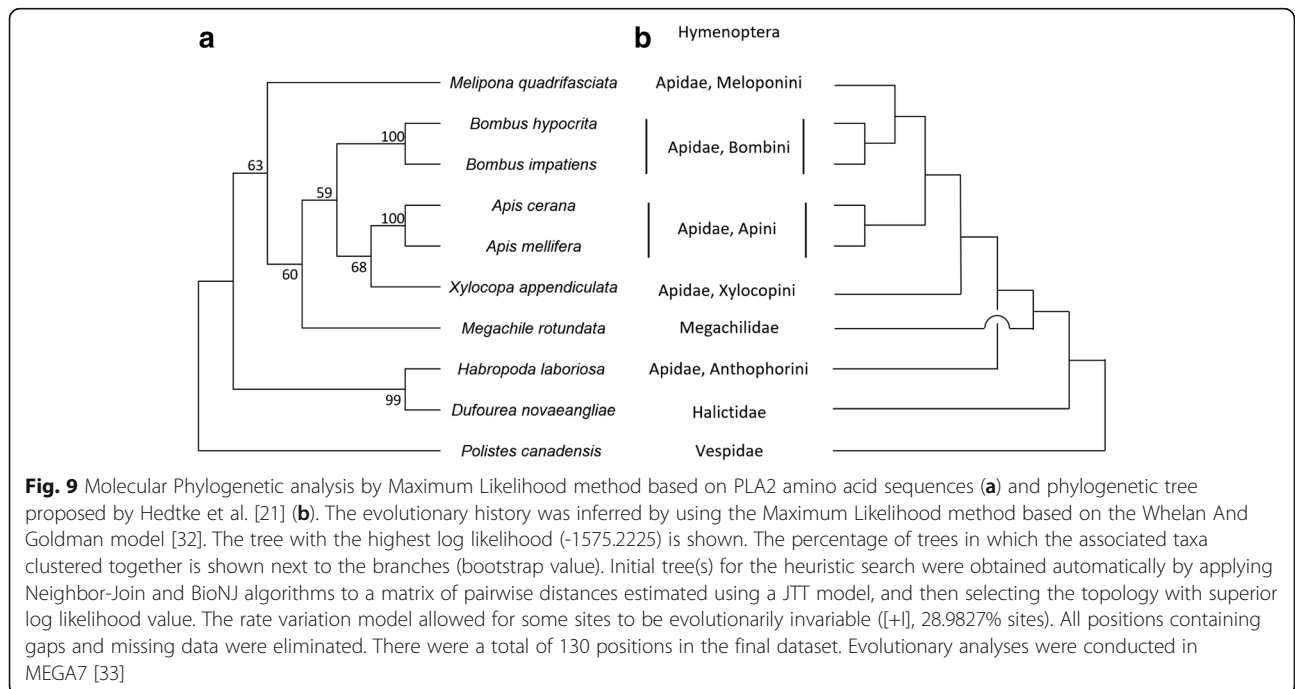 a
b
Hymenoptera
Melipona quadrifasciata
Apidae, Meloponini
Bombus hypocrita
Bombus impatiens
Apidae, Bombini
Apis cerana
Apis mellifera
Apidae, Apini
Xylocopa appendiculata
Apidae, Xylocopini
Megachile rotundata
Megachilidae
Habropoda laboriosa
Apidae, Anthophorini
Dufourea novaeangliae
Halictidae
Polistes canadensis
Vespidae
63
100
59
100
68
60
99
Fig. 9 Molecular Phylogenetic analysis by Maximum Likelihood method based on PLA2 amino acid sequences (a) and phylogenetic tree
proposed by Hedtke et al. [21] (b). The evolutionary history was inferred by using the Maximum Likelihood method based on the Whelan And
Goldman model [32]. The tree with the highest log likelihood (-1575.2225) is shown. The percentage of trees in which the associated taxa
clustered together is shown next to the branches (bootstrap value). Initial tree(s) for the heuristic search were obtained automatically by applying
Neighbor-Join and BioNJ algorithms to a matrix of pairwise distances estimated using a JTT model, and then selecting the topology with superior
log likelihood value. The rate variation model allowed for some sites to be evolutionarily invariable ([+I], 28.9827% sites). All positions containing
gaps and missing data were eliminated. There were a total of 130 positions in the final dataset. Evolutionary analyses were conducted in
MEGA7 [33]